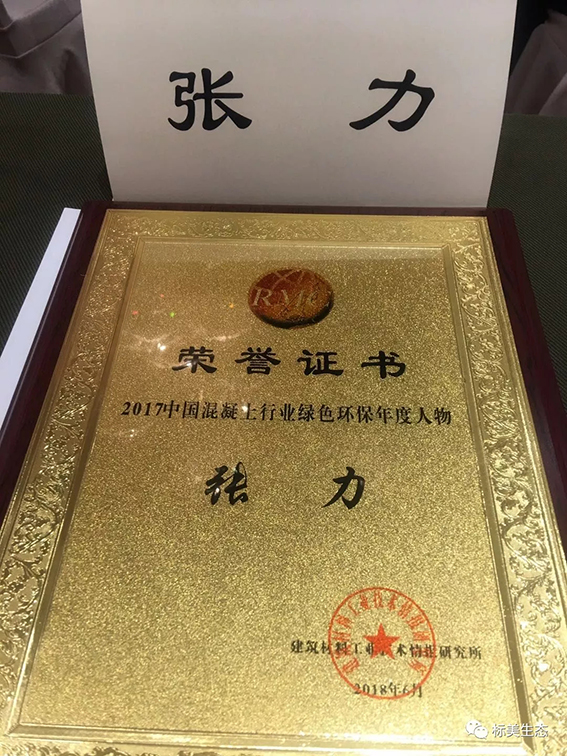 张 力
RMC
荣誉证书
2017中国混凝土行业绿色环保年度人物
张 力
建筑材料工业技术情报研究所
2018年6月
标美生态